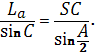 L_a/sin C = SC/sin A/2.